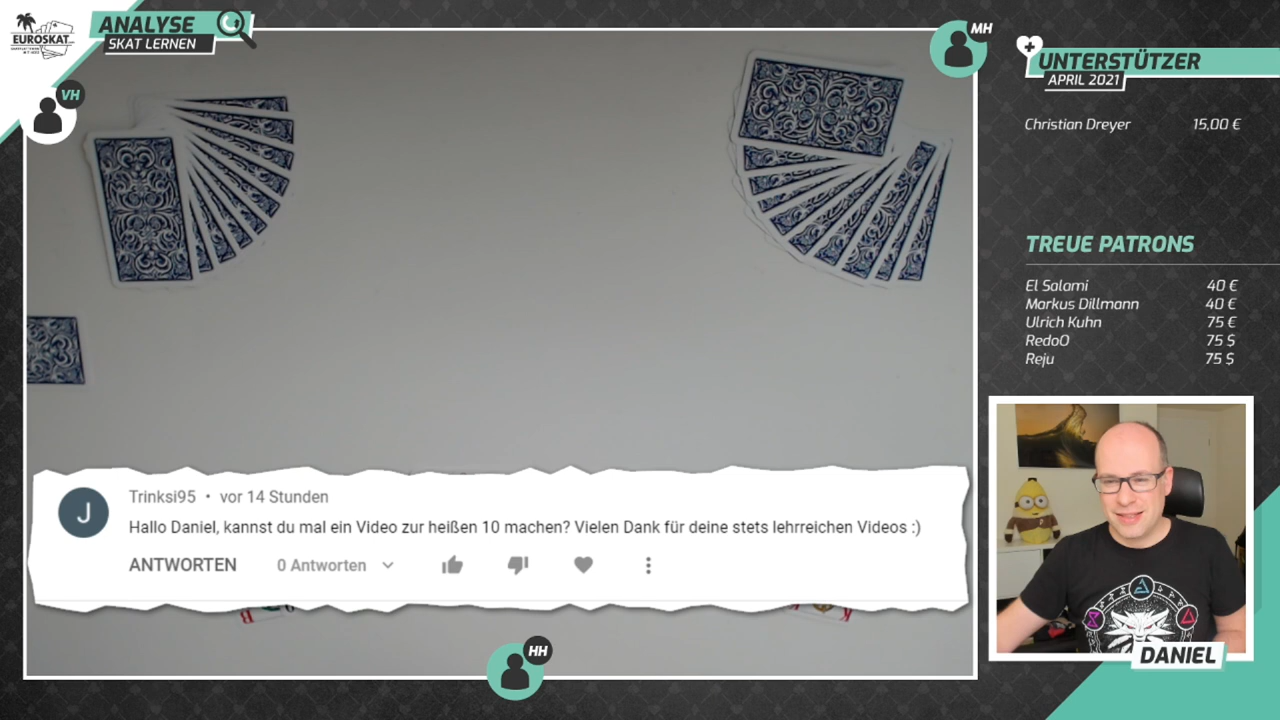 EUROSKAT
ANALYSE
SKAT LERNEN
VH
MH
UNTERSTÜTZER
APRIL 2021
Christian Dreyer 15,00 €
TREUE PATRONS
El Salami 40 €
Markus Dillmann 40 €
Ulrich Kuhn 75 €
RedoO 75 $
Reju 75 $
J
Trinksi95 • vor 14 Stunden
Hallo Daniel, kannst du mal ein Video zur heißen 10 machen? Vielen Dank für deine stets lehrreichen Videos :)
ANTWORTEN 0 Antworten
B
K
HH
DANIEL